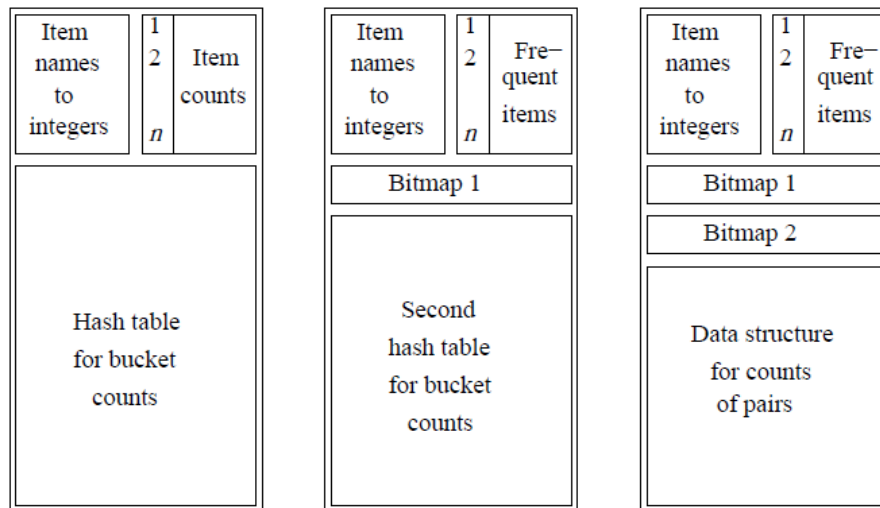 Item
names
to
integers
1
2
n
Item
counts
Hash table
for bucket
counts
Item
names
to
integers
1
2
n
Fre−
quent
items
Bitmap 1
Second
hash table
for bucket
counts
Item
names
to
integers
1
2
n
Fre−
quent
items
Bitmap 1
Bitmap 2
Data structure
for counts
of pairs